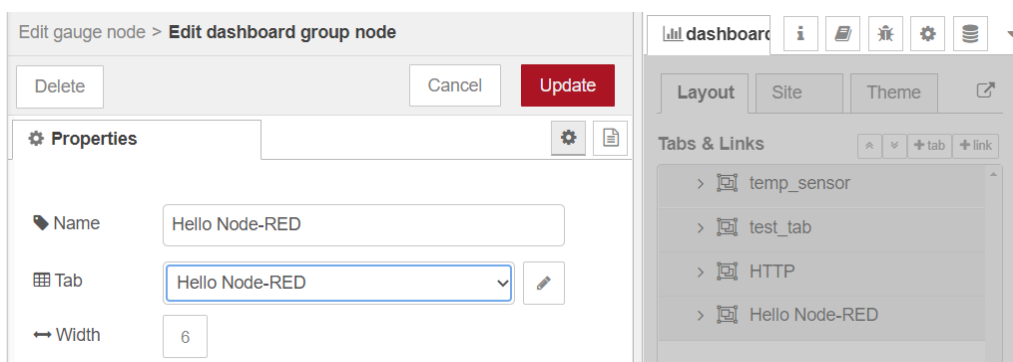 Edit gauge node > Edit dashboard group node
Delete
Cancel
Update
Properties
Name
Hello Node-RED
Tab
Hello Node-RED
Width
6
dashboard
i
Layout
Site
Theme
Tabs & Links
+ tab
+ link
> temp_sensor
> test_tab
> HTTP
> Hello Node-RED